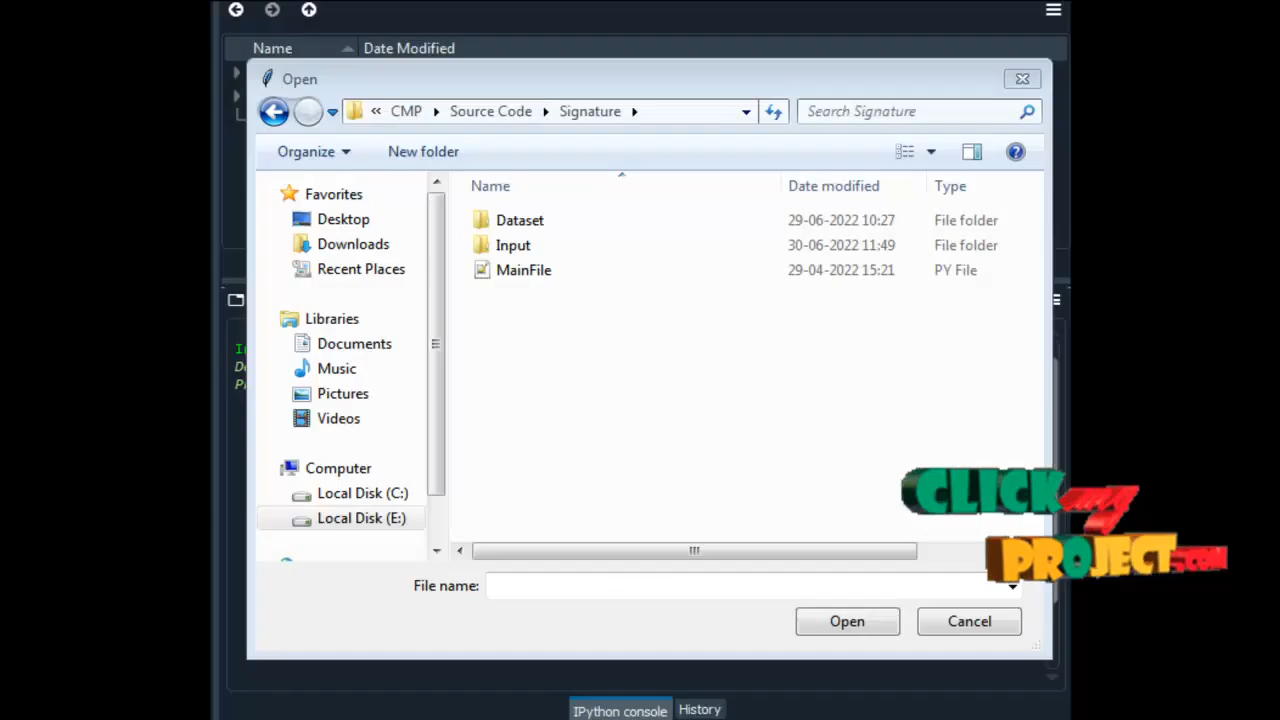 Name Date Modified
Open
« CMP Source Code Signature Search Signature
Organize New folder
Name Date modified Type
Favorites
Desktop
Downloads
Recent Places
Libraries
Documents
Music
Pictures
Videos
Computer
Local Disk (C:)
Local Disk (E:)
Dataset 29-06-2022 10:27 File folder
Input 30-06-2022 11:49 File folder
MainFile 29-04-2022 15:21 PY File
CLICK my
PROJECT.COM
File name:
Open Cancel
IPython console History